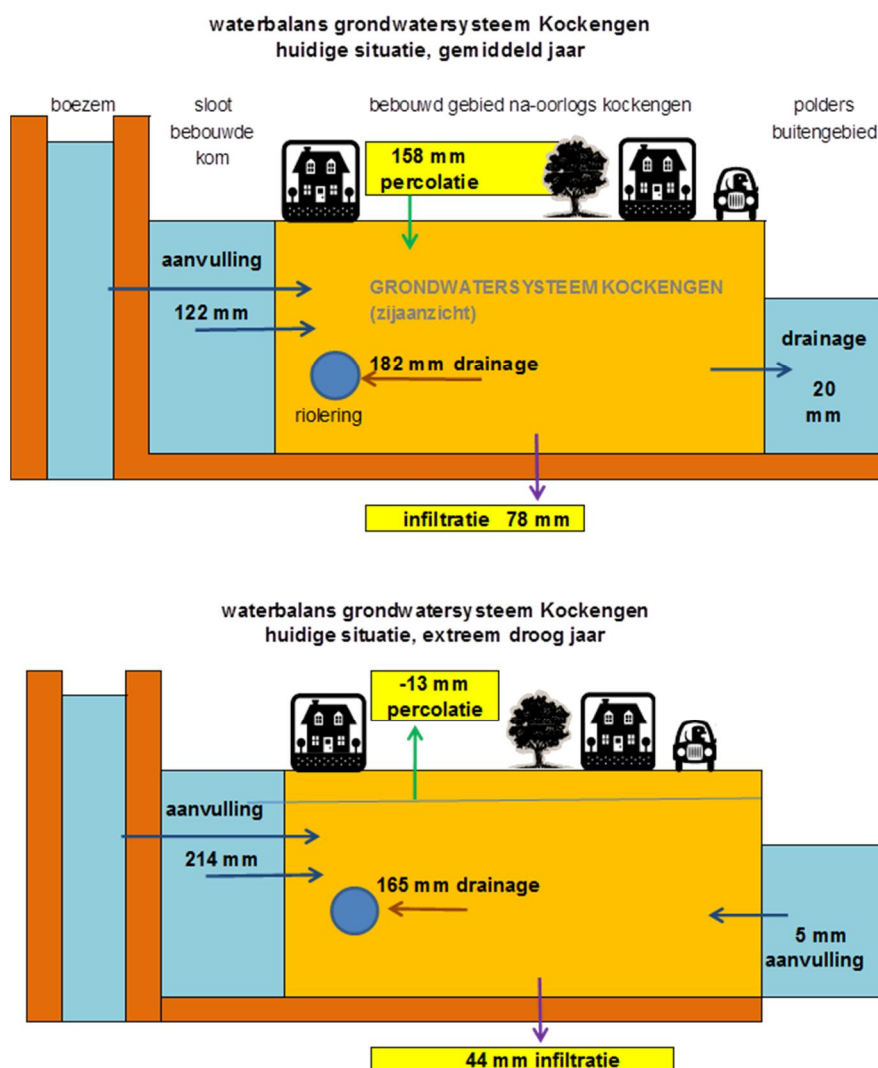 waterbalans grondwatersysteem Kockengen
huidige situatie, gemiddeld jaar
boezem
sloot
bebouwde
kom
bebouwd gebied na-oorlogs kockengen
polders
buitengebied
158 mm
percolatie
aanvulling
122 mm
GRONDWATERSYSTEEM KOCKENGEN
(zijaanzicht)
182 mm drainage
riolering
drainage
20
mm
infiltratie 78 mm
waterbalans grondwatersysteem Kockengen
huidige situatie, extreem droog jaar
-13 mm
percolatie
aanvulling
214 mm
165 mm drainage
5 mm
aanvulling
44 mm infiltratie